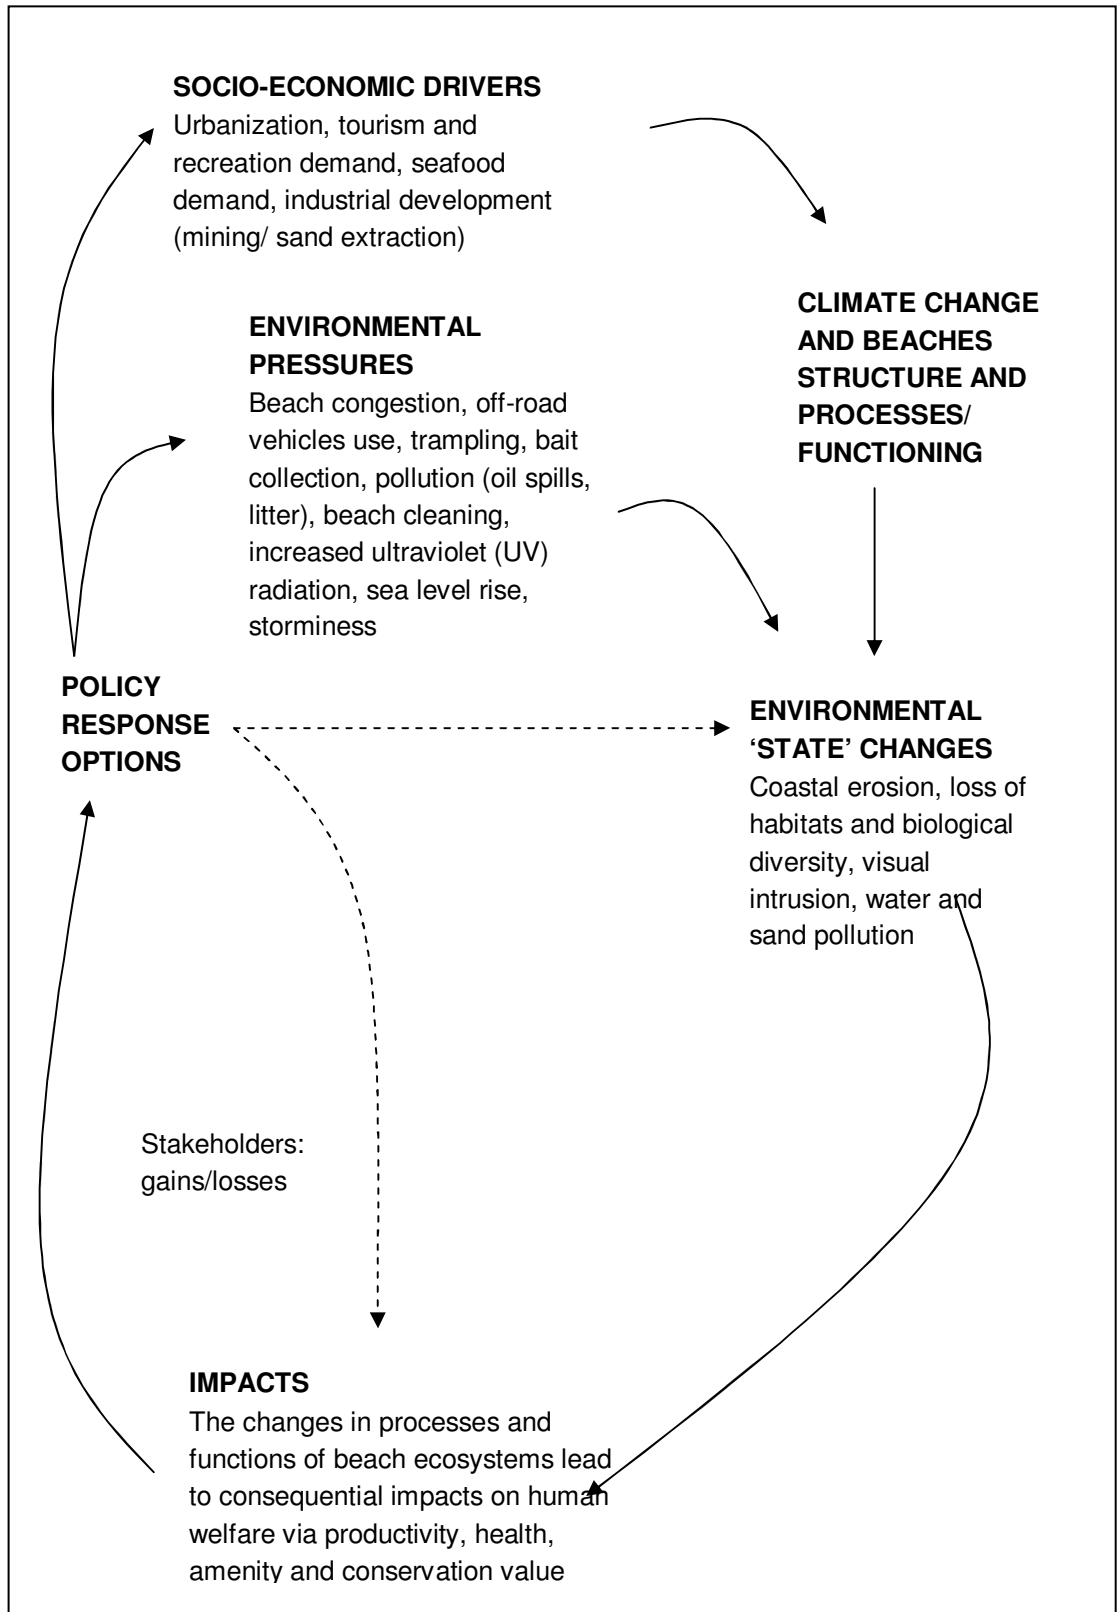 SOCIO-ECONOMIC DRIVERS
Urbanization, tourism and
recreation demand, seafood
demand, industrial development
(mining/ sand extraction)
CLIMATE CHANGE
AND BEACHES
STRUCTURE AND
PROCESSES/
FUNCTIONING
ENVIRONMENTAL
PRESSURES
Beach congestion, off-road
vehicles use, trampling, bait
collection, pollution (oil spills,
litter), beach cleaning,
increased ultraviolet (UV)
radiation, sea level rise,
storminess
POLICY
RESPONSE
OPTIONS
ENVIRONMENTAL
‘STATE’ CHANGES
Coastal erosion, loss of
habitats and biological
diversity, visual
intrusion, water and
sand pollution
Stakeholders:
gains/losses
IMPACTS
The changes in processes and
functions of beach ecosystems lead
to consequential impacts on human
welfare via productivity, health,
amenity and conservation value